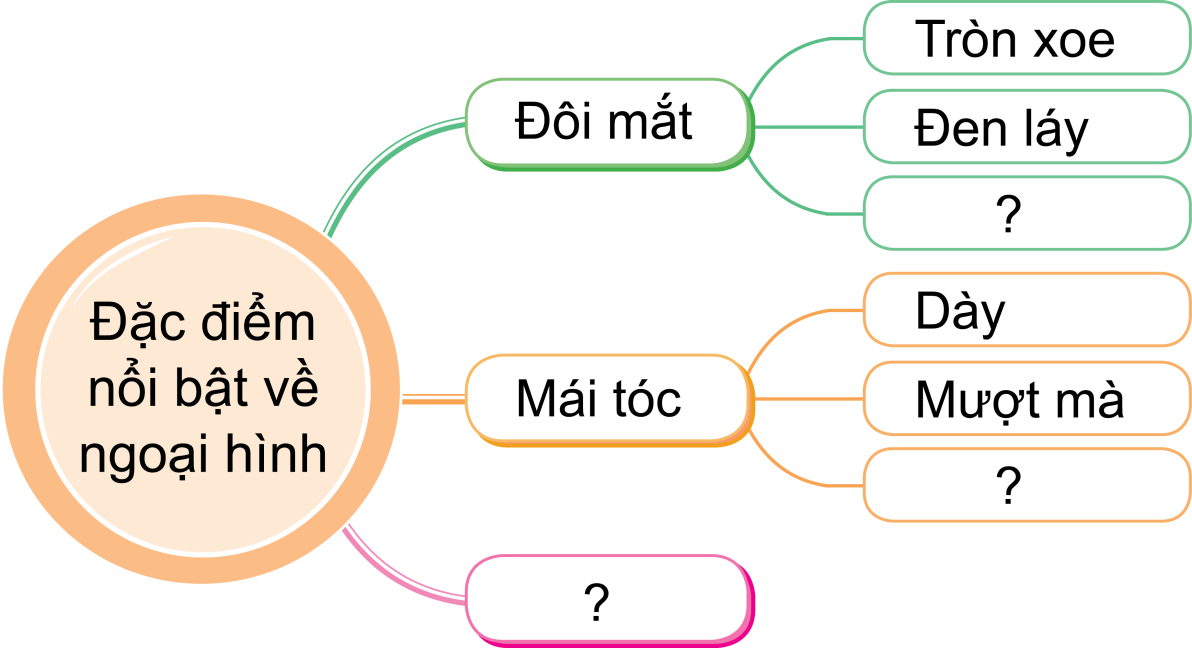 Đặc điểm
nổi bật về
ngoại hình
Đôi mắt
Tròn xoe
Đen láy
?
Mái tóc
Dày
Mượt mà
?
?